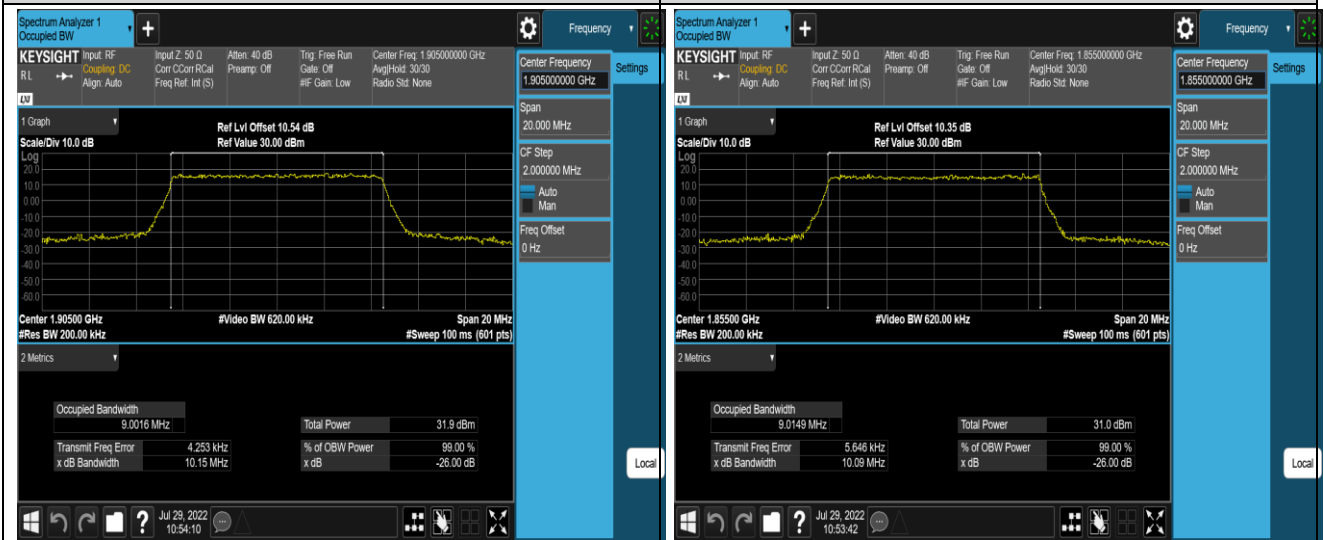 Spectrum Analyzer 1
Occupied BW
+
Frequency
KEYSIGHT Input: RF Input Z: 50 Ω Atten: 40 dB Trig: Free Run Center Freq: 1.905000000 GHz
RL Coupling: DC Corr CCorr RCal Preamp: Off Gate: Off Avg|Hold: 30/30
Align: Auto Freq Ref: Int (S) #IF Gain: Low Radio Std: None
LXI
Center Frequency
1.905000000 GHz
Settings
Span
20.000 MHz
CF Step
2.000000 MHz
Auto
Man
Freq Offset
0 Hz
Local
1 Graph
Ref Lvl Offset 10.54 dB
Scale/Div 10.0 dB Ref Value 30.00 dBm
Log
20.0
10.0
0.00
-10.0
-20.0
-30.0
-40.0
-50.0
-60.0
Center 1.90500 GHz #Video BW 620.00 kHz Span 20 MHz
#Res BW 200.00 kHz #Sweep 100 ms (601 pts)
2 Metrics
Occupied Bandwidth
9.0016 MHz Total Power 31.9 dBm
Transmit Freq Error 4.253 kHz % of OBW Power 99.00 %
x dB Bandwidth 10.15 MHz x dB -26.00 dB
? Jul 29, 2022
10:54:10
Spectrum Analyzer 1
Occupied BW
+
Frequency
KEYSIGHT Input: RF Input Z: 50 Ω Atten: 40 dB Trig: Free Run Center Freq: 1.855000000 GHz
RL Coupling: DC Corr CCorr RCal Preamp: Off Gate: Off Avg|Hold: 30/30
Align: Auto Freq Ref: Int (S) #IF Gain: Low Radio Std: None
LXI
Center Frequency
1.855000000 GHz
Settings
Span
20.000 MHz
CF Step
2.000000 MHz
Auto
Man
Freq Offset
0 Hz
Local
1 Graph
Ref Lvl Offset 10.35 dB
Scale/Div 10.0 dB Ref Value 30.00 dBm
Log
20.0
10.0
0.00
-10.0
-20.0
-30.0
-40.0
-50.0
-60.0
Center 1.85500 GHz #Video BW 620.00 kHz Span 20 MHz
#Res BW 200.00 kHz #Sweep 100 ms (601 pts)
2 Metrics
Occupied Bandwidth
9.0149 MHz Total Power 31.0 dBm
Transmit Freq Error 5.646 kHz % of OBW Power 99.00 %
x dB Bandwidth 10.09 MHz x dB -26.00 dB
? Jul 29, 2022
10:53:42